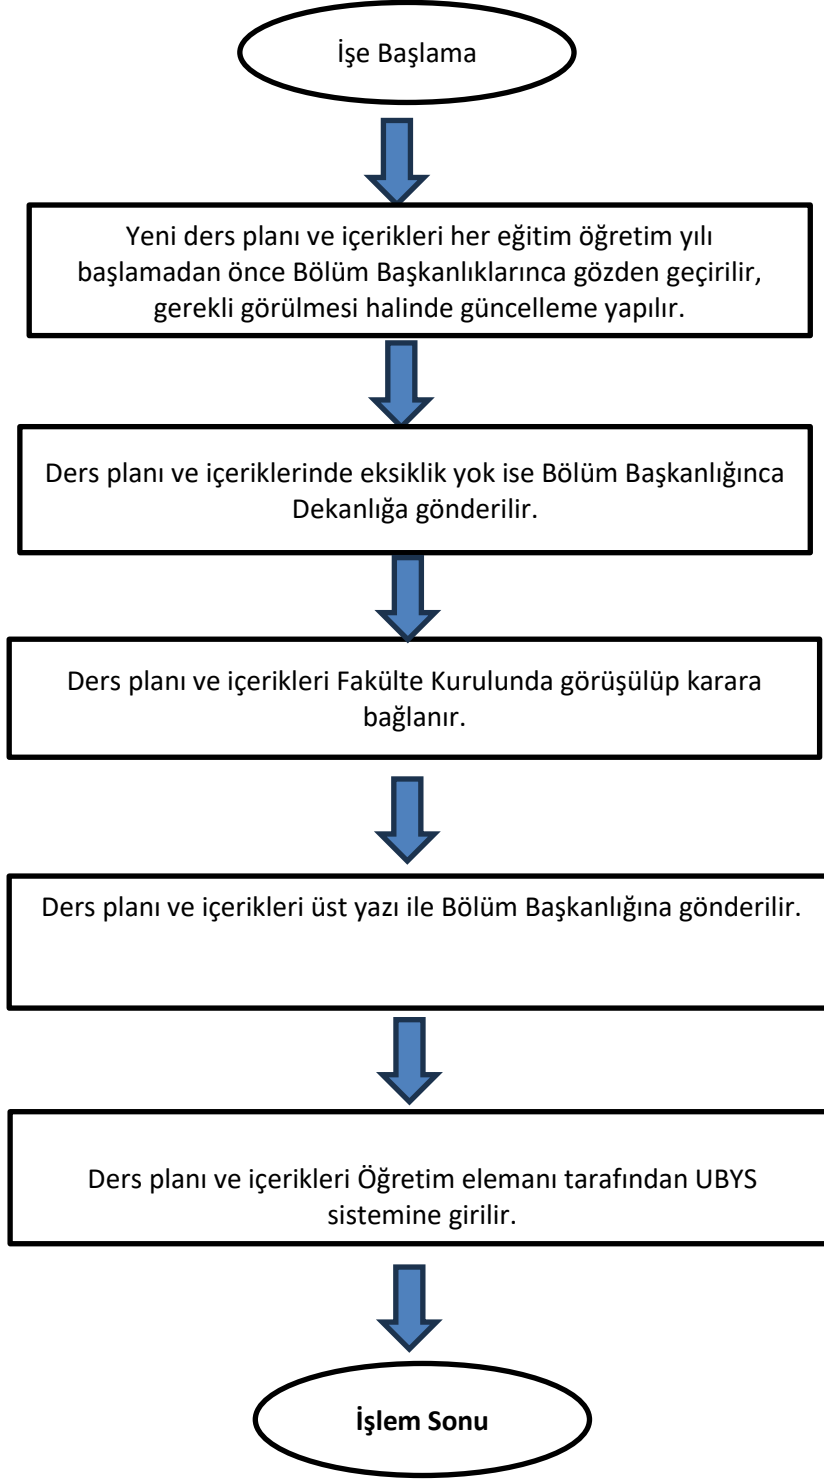 İşe Başlama
Yeni ders planı ve içerikleri her eğitim öğretim yılı
başlamadan önce Bölüm Başkanlıklarınca gözden geçirilir,
gerekli görülmesi halinde güncelleme yapılır.
Ders planı ve içeriklerinde eksiklik yok ise Bölüm Başkanlığınca
Dekanlığa gönderilir.
Ders planı ve içerikleri Fakülte Kurulunda görüşülüp karara
bağlanır.
Ders planı ve içerikleri üst yazı ile Bölüm Başkanlığına gönderilir.
Ders planı ve içerikleri Öğretim elemanı tarafından UBYS
sistemine girilir.
İşlem Sonu